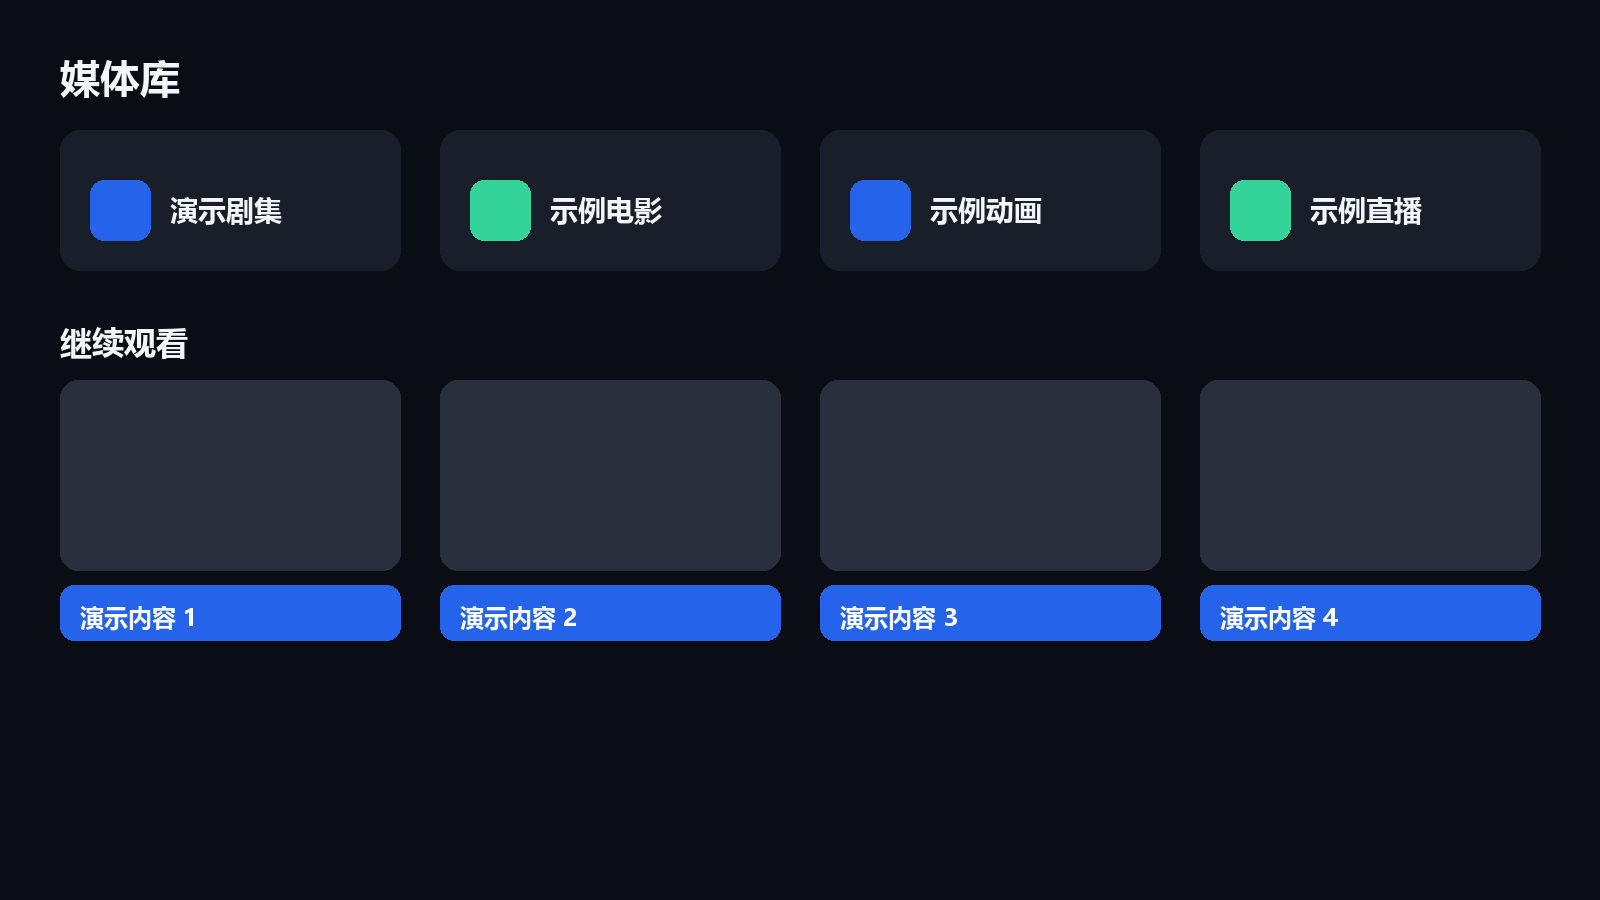 媒体库
演示剧集
示例电影
示例动画
示例直播
继续观看
演示内容 1
演示内容 2
演示内容 3
演示内容 4